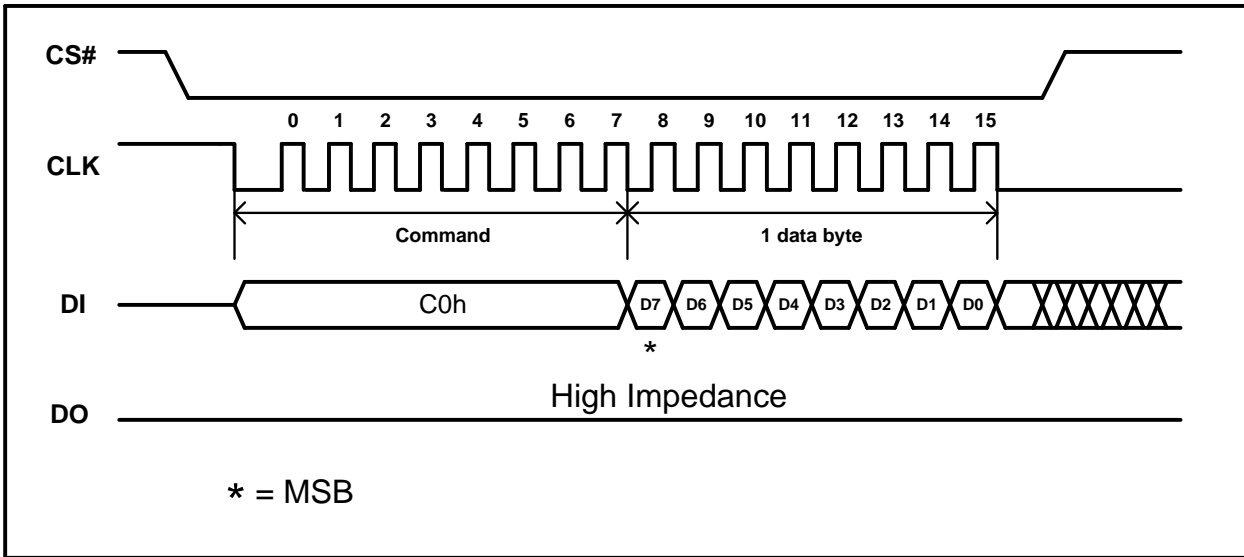 CS#
0 1 2 3 4 5 6 7 8 9 10 11 12 13 14 15
CLK
Command 1 data byte
DI C0h D7 D6 D5 D4 D3 D2 D1 D0
*
High Impedance
DO
* = MSB